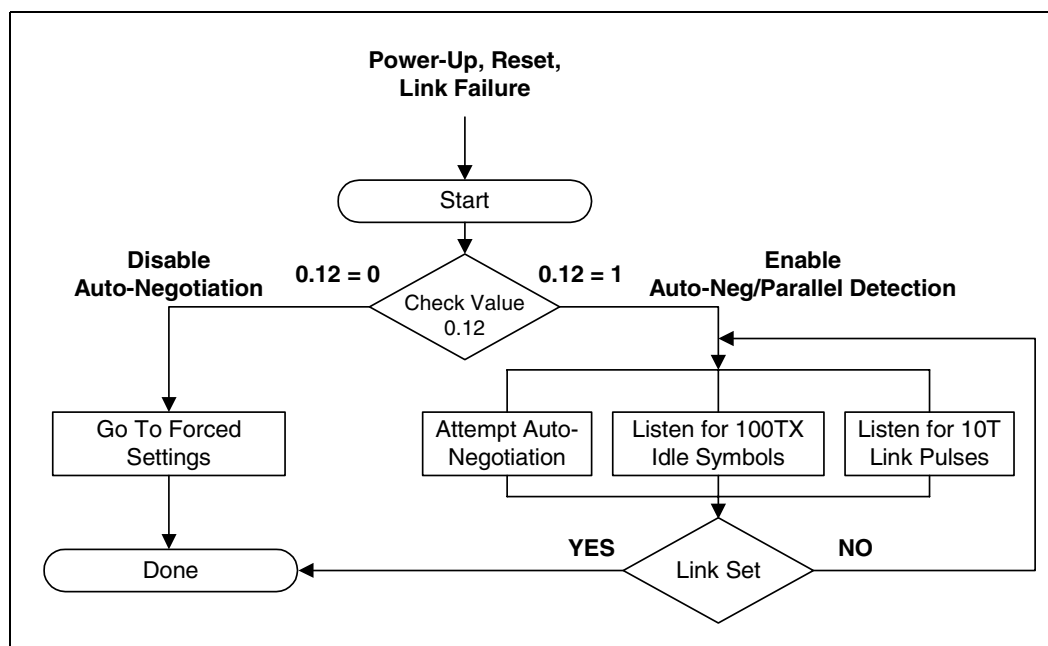 Power-Up, Reset,
Link Failure
Start
Disable
Auto-Negotiation
0.12 = 0
0.12 = 1
Enable
Auto-Neg/Parallel Detection
Check Value
0.12
Go To Forced
Settings
Attempt Auto-
Negotiation
Listen for 100TX
Idle Symbols
Listen for 10T
Link Pulses
Done
YES
Link Set
NO